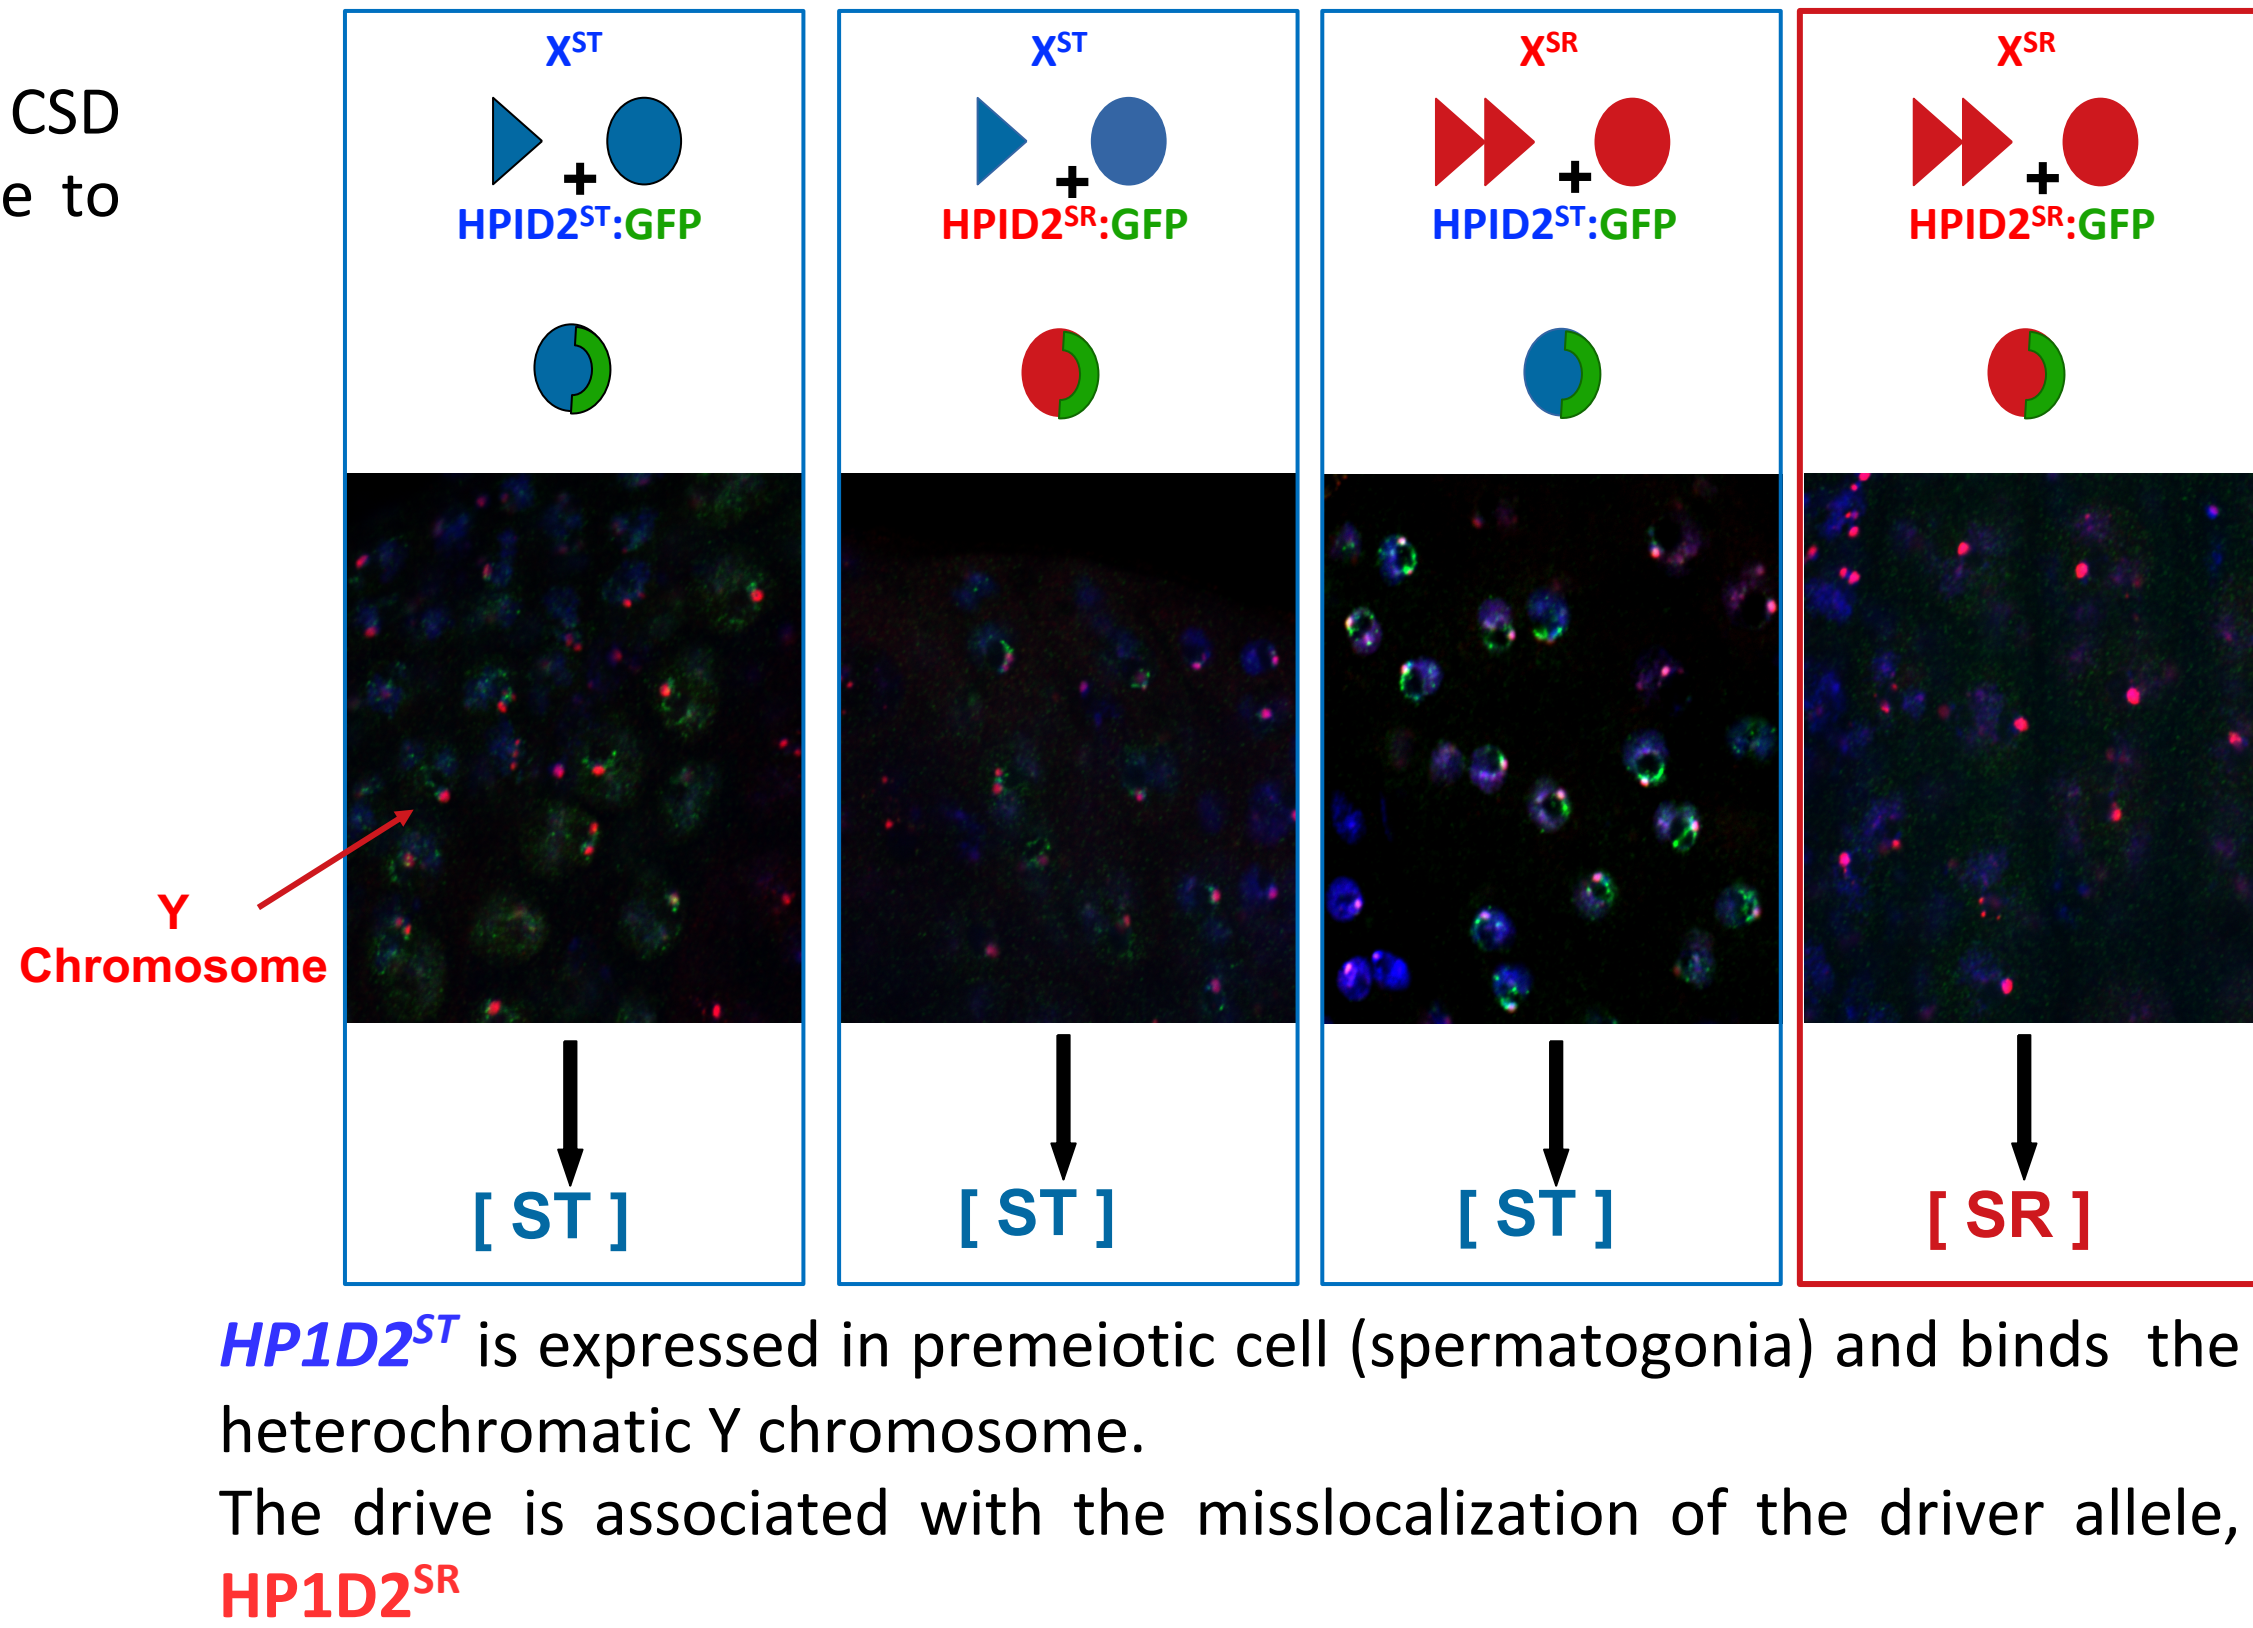 CSD
e to
X^ST
+
HPID2^ST:GFP
[ ST ]
X^ST
+
HPID2^SR:GFP
[ ST ]
X^SR
+
HPID2^ST:GFP
[ ST ]
X^SR
+
HPID2^SR:GFP
[ SR ]
Y
Chromosome
HP1D2^ST is expressed in premeiotic cell (spermatogonia) and binds the
heterochromatic Y chromosome.
The drive is associated with the misslocalization of the driver allele,
HP1D2^SR